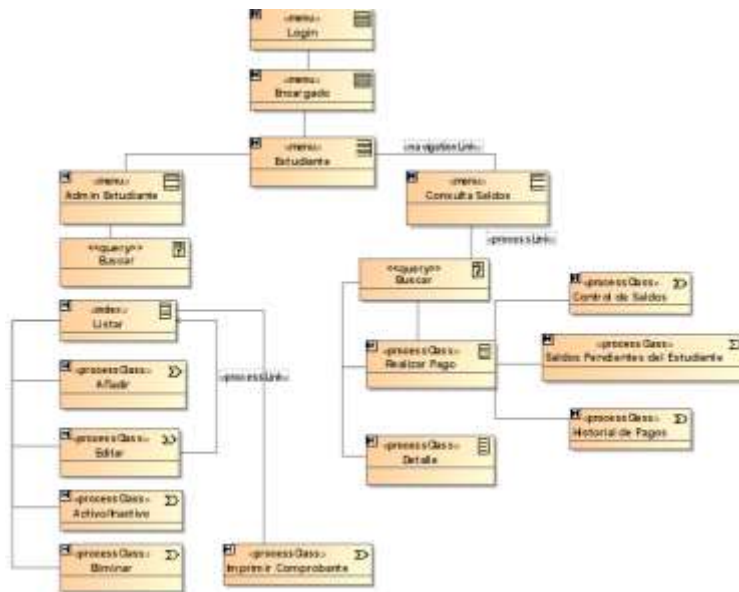 «menu»
Login
«menu»
Encargado
«menu»
Estudiante
«navigationLink»
«menu»
Admin Estudiante
«menu»
Consulta Saldos
«processLink»
<<query>>
Buscar
<<query>>
Buscar
«index»
Listar
«processClass»
Control de Saldos
«processClass»
Añadir
«processLink»
«processClass»
Realizar Pago
«processClass»
Saldos Pendientes del Estudiante
«processClass»
Editar
«processClass»
Detalle
«processClass»
Historial de Pagos
«processClass»
Activo/Inactivo
«processClass»
Eliminar
«processClass»
Imprimir Comprobante